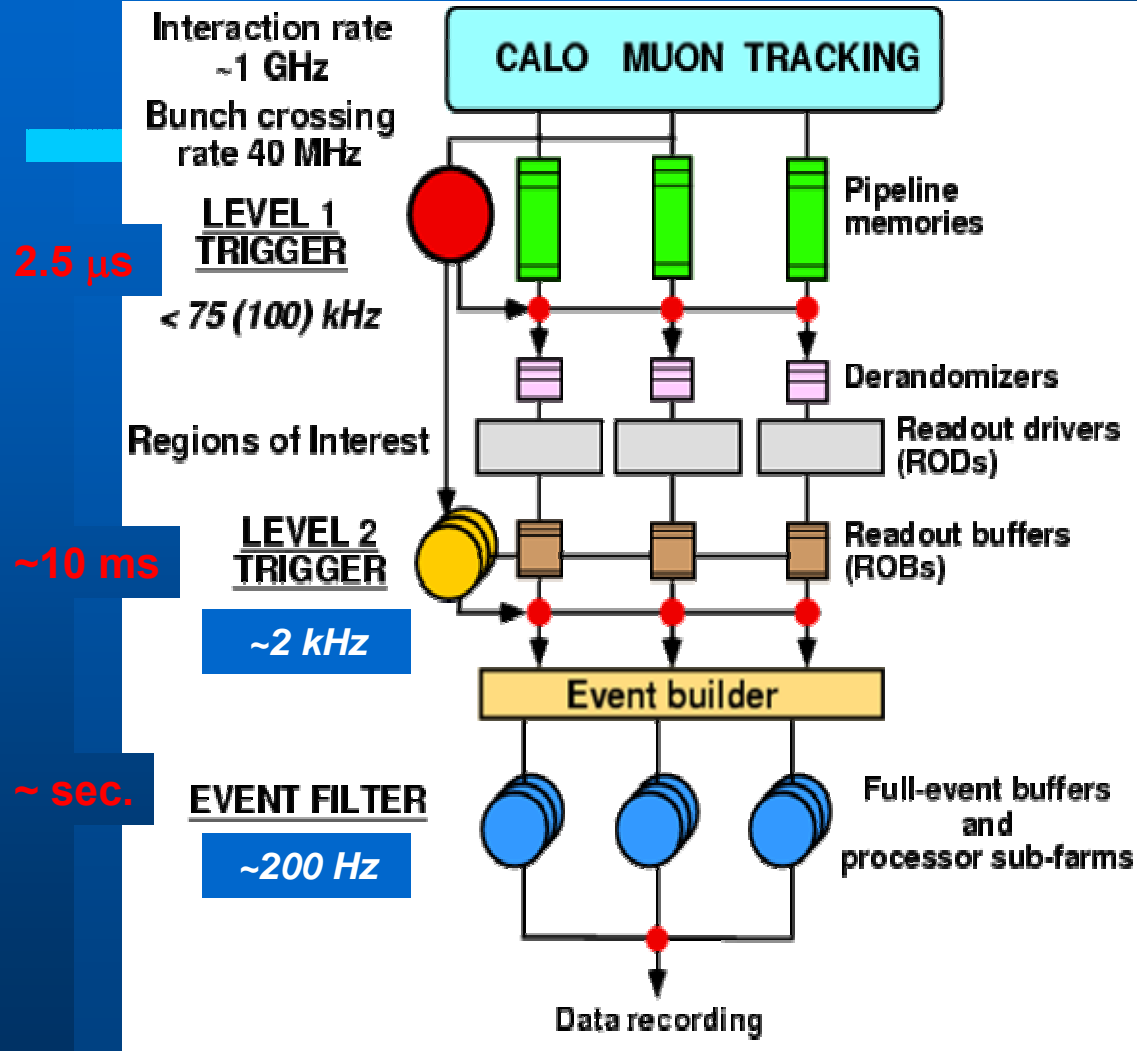 Interaction rate
~1 GHz
CALO MUON TRACKING
Bunch crossing
rate 40 MHz
Pipeline
memories
LEVEL 1
TRIGGER
2.5 μs
< 75 (100) kHz
Derandomizers
Regions of Interest
Readout drivers
(RODs)
LEVEL 2
TRIGGER
~10 ms
Readout buffers
(ROBs)
~2 kHz
Event builder
~ sec.
EVENT FILTER
Full-event buffers
and
processor sub-farms
~200 Hz
Data recording